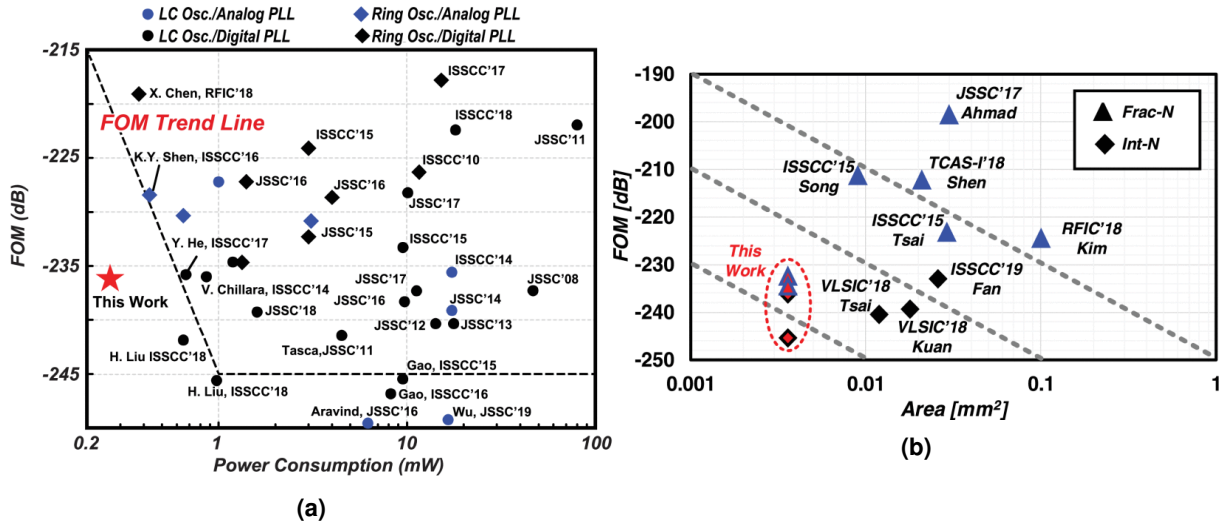 LC Osc./Analog PLL
Ring Osc./Analog PLL
LC Osc./Digital PLL
Ring Osc./Digital PLL
-215
-225
-235
-245
FOM (dB)
X. Chen, RFIC'18
FOM Trend Line
K.Y. Shen, ISSCC'16
ISSCC'17
ISSCC'18
JSSC'11
ISSCC'15
ISSCC'10
JSSC'16
JSSC'16
JSSC'17
JSSC'15
Y. He, ISSCC'17
ISSCC'15
ISSCC'14
This Work
V. Chillara, ISSCC'14
JSSC'17
JSSC'08
JSSC'18
JSSC'16
JSSC'14
JSSC'12
JSSC'13
Tasca,JSSC'11
H. Liu ISSCC'18
Gao, ISSCC'15
H. Liu, ISSCC'18
Gao, ISSCC'16
Aravind, JSSC'16
Wu, JSSC'19
0.2
1
10
100
Power Consumption (mW)
(a)
-190
-200
-210
-220
-230
-240
-250
FOM [dB]
JSSC'17
Ahmad
Frac-N
Int-N
ISSCC'15
Song
TCAS-I'18
Shen
ISSCC'15
Tsai
RFIC'18
Kim
This
Work
ISSCC'19
Fan
VLSIC'18
Tsai
VLSIC'18
Kuan
0.001
0.01
0.1
1
Area [mm²]
(b)